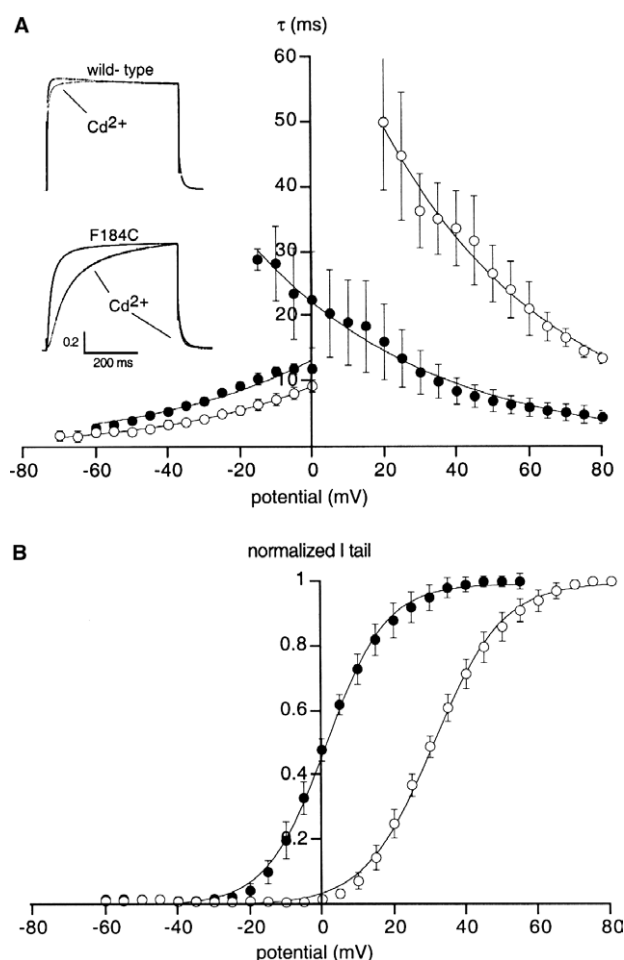 A
τ (ms)
60
50
40
30
20
10
wild- type
Cd2+
F184C
Cd2+
0.2
200 ms
-80 -60 -40 -20 0 20 40 60 80
potential (mV)
B
normalized I tail
1
0.8
0.6
0.4
0.2
-80 -60 -40 -20 0 20 40 60 80
potential (mV)